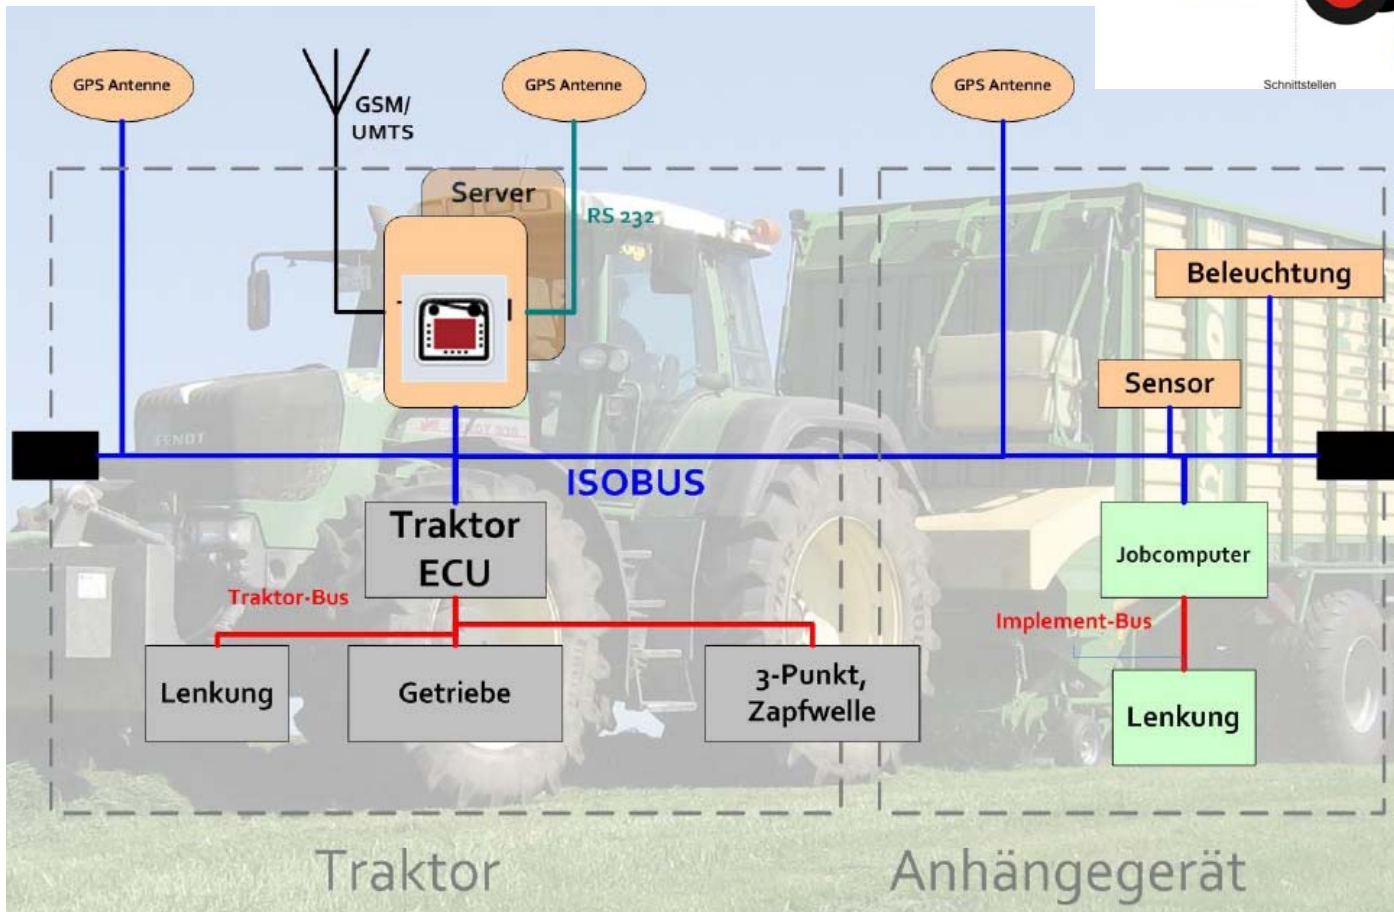 Schnittstellen
GPS Antenne
GSM/
UMTS
GPS Antenne
GPS Antenne
Server
RS 232
Beleuchtung
Sensor
FENDT
ISOBUS
Traktor
ECU
Jobcomputer
Traktor-Bus
Implement-Bus
Lenkung
Getriebe
3-Punkt,
Zapfwelle
Lenkung
Traktor
Anhängegerät